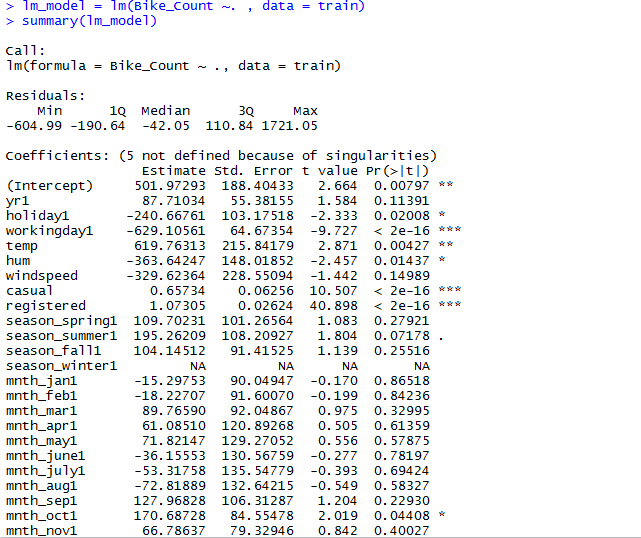 > lm_model = lm(Bike_Count ~. , data = train)
> summary(lm_model)
Call:
lm(formula = Bike_Count ~ ., data = train)
Residuals:
Min 1Q Median 3Q Max
-604.99 -190.64 -42.05 110.84 1721.05
Coefficients: (5 not defined because of singularities)
Estimate Std. Error t value Pr(>|t|)
(Intercept) 501.97293 188.40433 2.664 0.00797 **
yr1 87.71034 55.38155 1.584 0.11391
holiday1 -240.66761 103.17518 -2.333 0.02008 *
workingday1 -629.10561 64.67354 -9.727 < 2e-16 ***
temp 619.76313 215.84179 2.871 0.00427 **
hum -363.64247 148.01852 -2.457 0.01437 *
windspeed -329.62364 228.55094 -1.442 0.14989
casual 0.65734 0.06256 10.507 < 2e-16 ***
registered 1.07305 0.02624 40.898 < 2e-16 ***
season_spring1 109.70231 101.26564 1.083 0.27921
season_summer1 195.26209 108.20927 1.804 0.07178 .
season_fall1 104.14512 91.41525 1.139 0.25516
season_winter1 NA NA NA NA
mnth_jan1 -15.29753 90.04947 -0.170 0.86518
mnth_feb1 -18.22707 91.60070 -0.199 0.84236
mnth_mar1 89.76590 92.04867 0.975 0.32995
mnth_apr1 61.08510 120.89268 0.505 0.61359
mnth_may1 71.82147 129.27052 0.556 0.57875
mnth_june1 -36.15553 130.56759 -0.277 0.78197
mnth_july1 -53.31758 135.54779 -0.393 0.69424
mnth_aug1 -72.81889 132.64215 -0.549 0.58327
mnth_sep1 127.96828 106.31287 1.204 0.22930
mnth_oct1 170.68728 84.55478 2.019 0.04408 *
mnth_nov1 66.78637 79.32946 0.842 0.40027